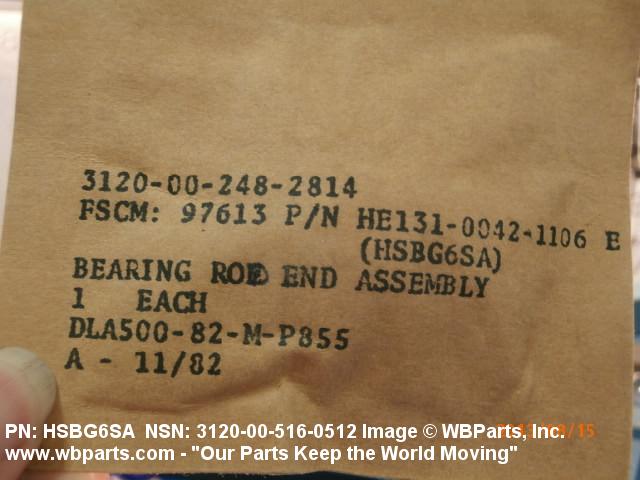 3120-00-248-2814
FSCM: 97613 P/N HE131-0042-1106 E
(HSBG6SA)
BEARING ROD END ASSEMBLY
1 EACH
DLA500-82-M-P855
A - 11/82
PN: HSBG6SA NSN: 3120-00-516-0512 Image © WBParts, Inc.
www.wbparts.com - "Our Parts Keep the World Moving"